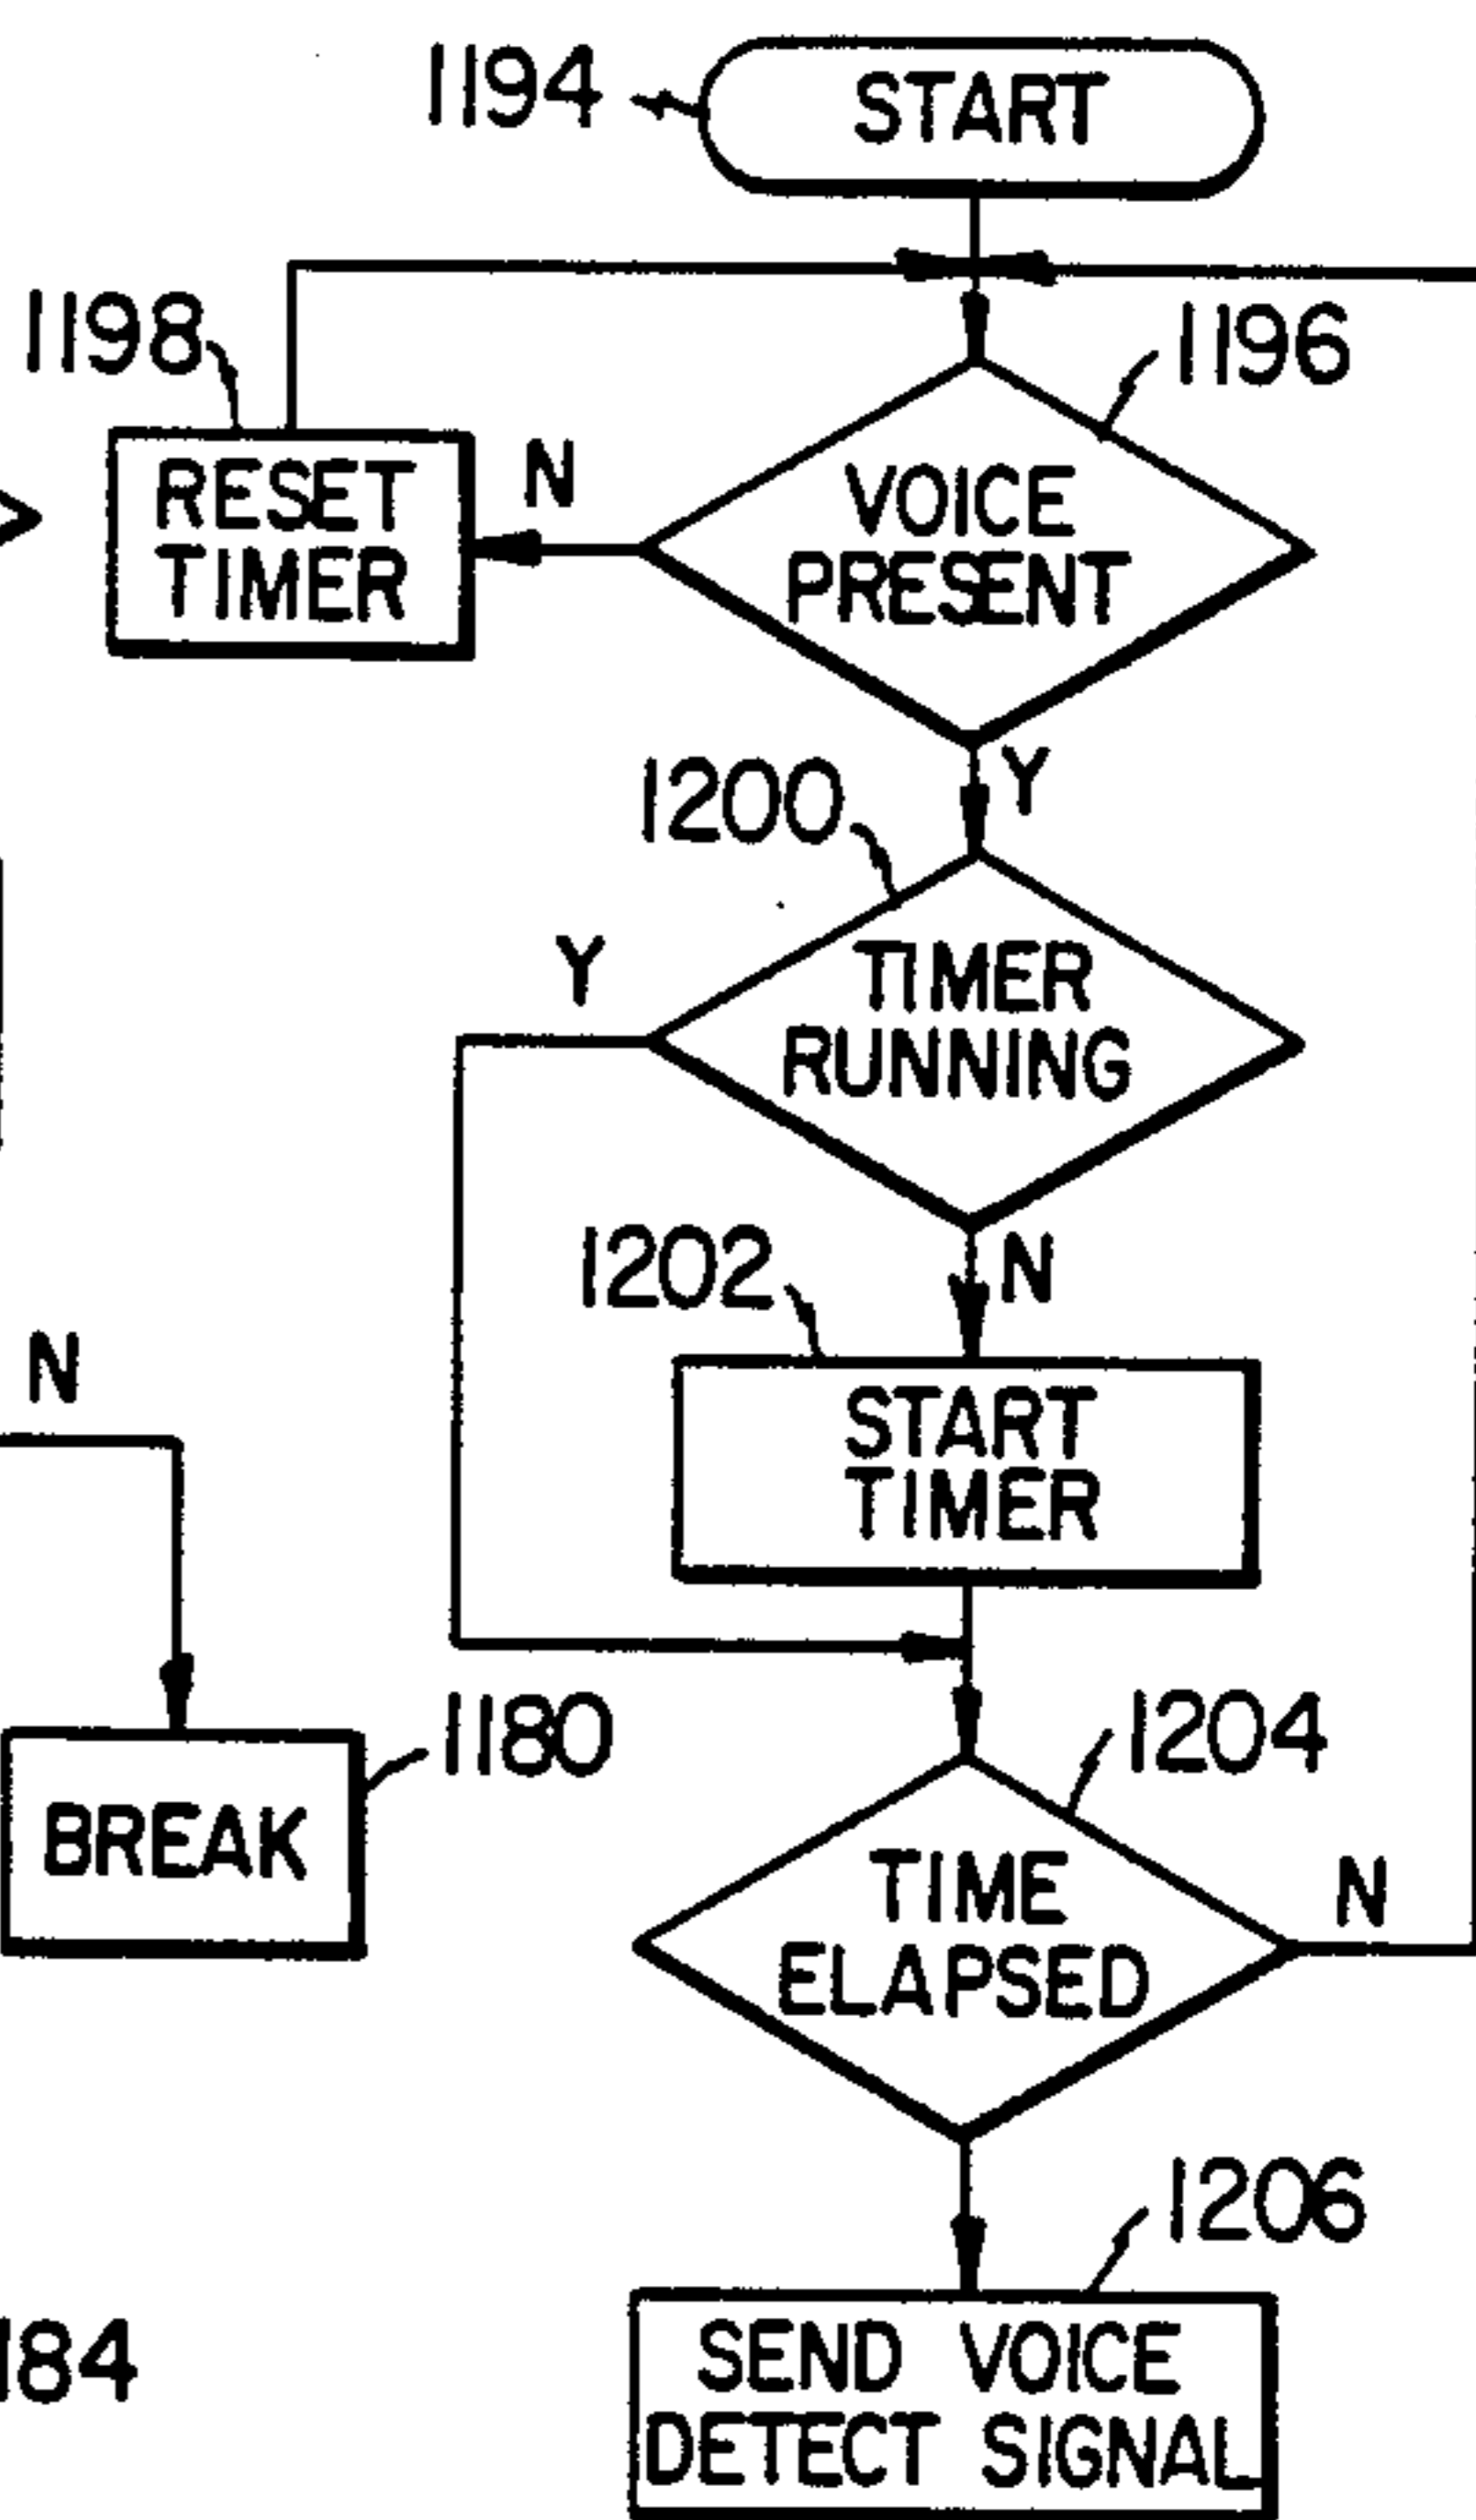 1194
START
1198
1196
RESET
TIMER
N
VOICE
PRESENT
1200
Y
Y
TIMER
RUNNING
1202
N
N
START
TIMER
1180
1204
BREAK
TIME
ELAPSED
N
1206
184
SEND VOICE
DETECT SIGNAL